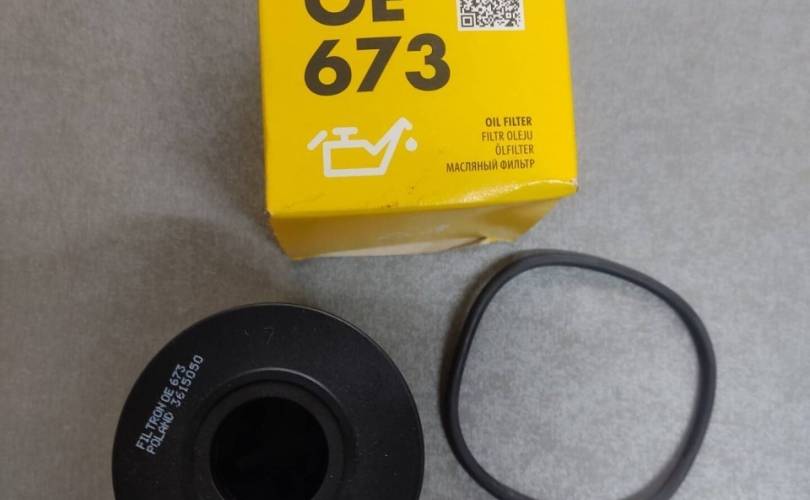 OE
673
OIL FILTER
FILTR OLEJU
ÖLFILTER
МАСЛЯНЫЙ ФИЛЬТР
FILTRON OE 673
POLAND 3615050